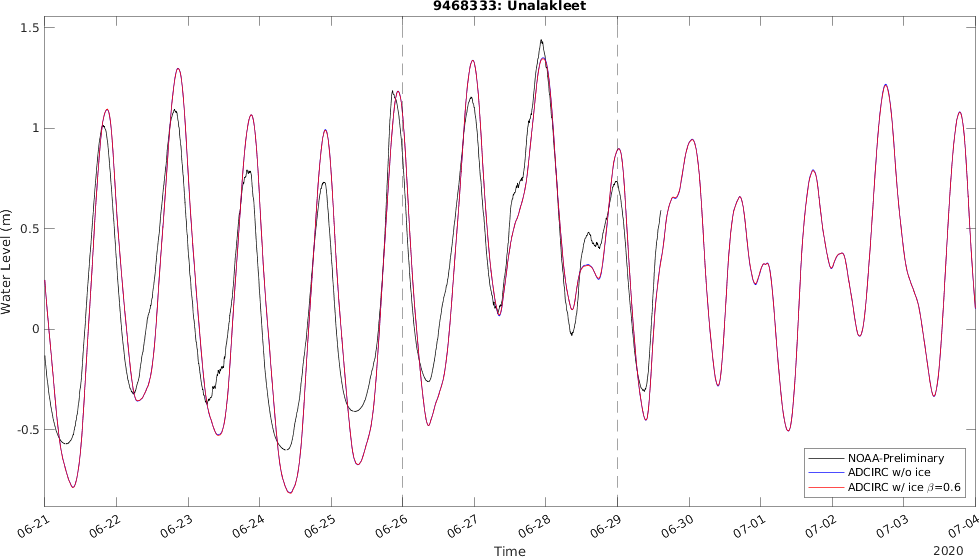 9468333: Unalakleet
Water Level (m)
1.5
1
0.5
0
-0.5
NOAA-Preliminary
ADCIRC w/o ice
ADCIRC w/ ice β=0.6
06-21 06-22 06-23 06-24 06-25 06-26 06-27 06-28 06-29 06-30 07-01 07-02 07-03 07-04
Time
2020